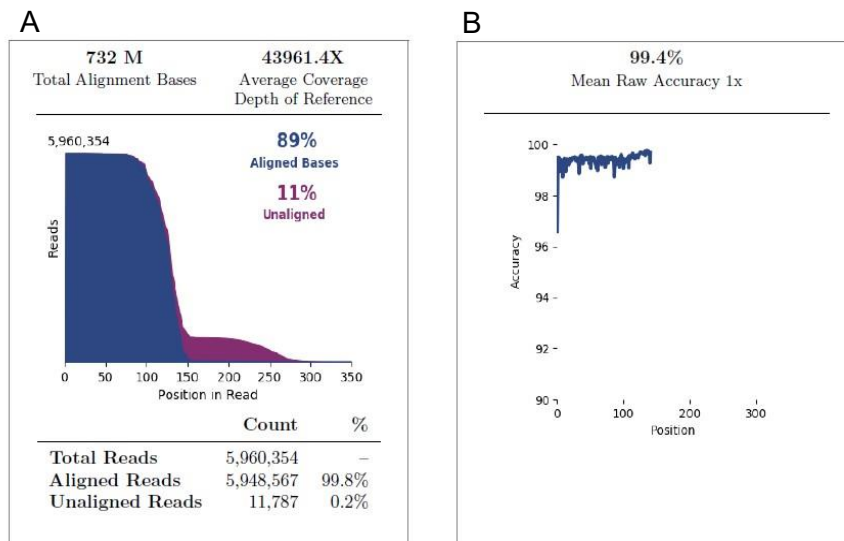 A
732 M
Total Alignment Bases
43961.4X
Average Coverage
Depth of Reference
5,960,354
89%
Aligned Bases
11%
Unaligned
Reads
0 50 100 150 200 250 300 350
Position in Read
Count %
Total Reads 5,960,354 –
Aligned Reads 5,948,567 99.8%
Unaligned Reads 11,787 0.2%
B
99.4%
Mean Raw Accuracy 1x
100
98
96
94
92
90
Accuracy
0 100 200 300
Position